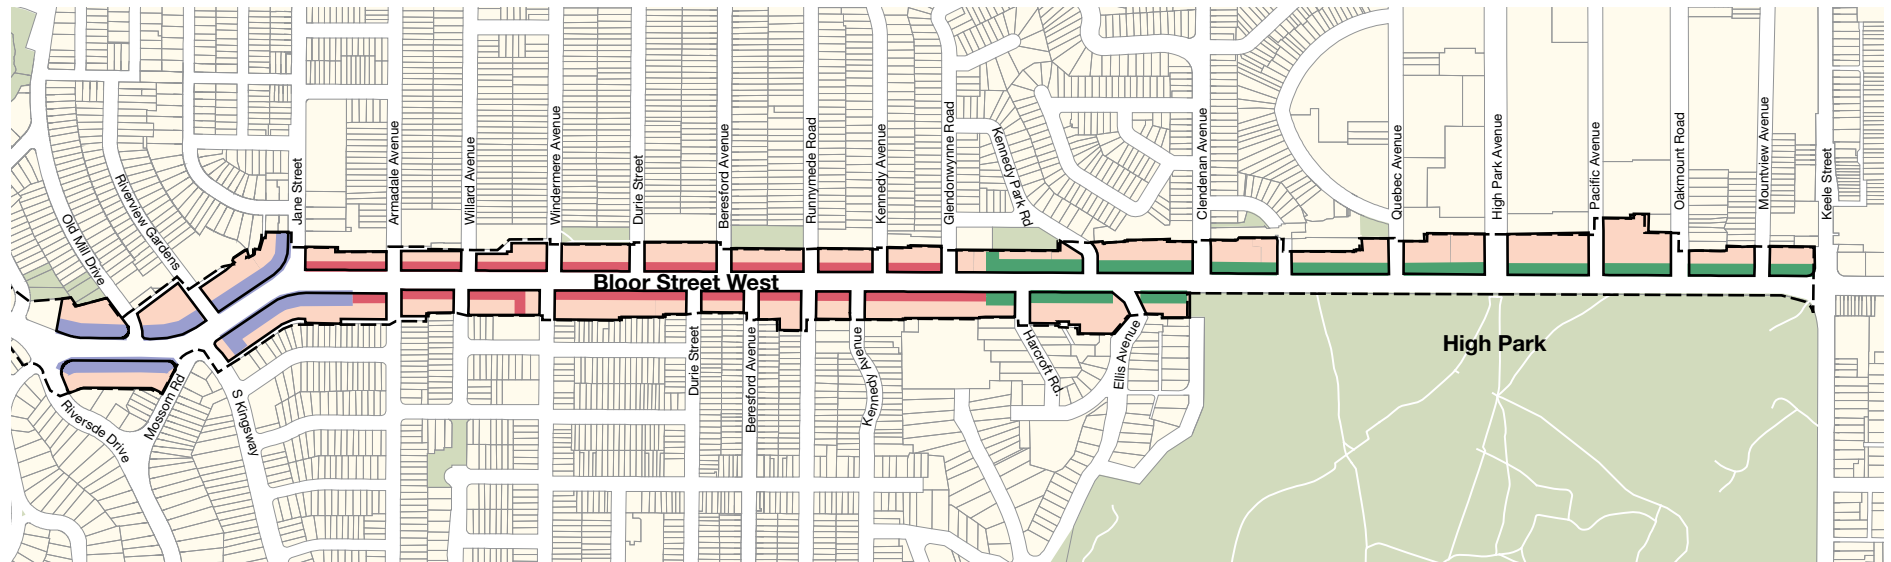 Old Mill Drive
Riverview Gardens
Jane Street
Armadale Avenue
Willard Avenue
Windermere Avenue
Durie Street
Beresford Avenue
Runnymede Road
Kennedy Avenue
Glendonwynne Road
Kennedy Park Rd
Clendenan Avenue
Quebec Avenue
High Park Avenue
Pacific Avenue
Oakmount Road
Mountview Avenue
Keele Street
Bloor Street West
High Park
Riversde Drive
Mossom Rd
S Kingsway
Durie Street
Beresford Avenue
Kennedy Avenue
Harcroft Rd.
Ellis Avenue